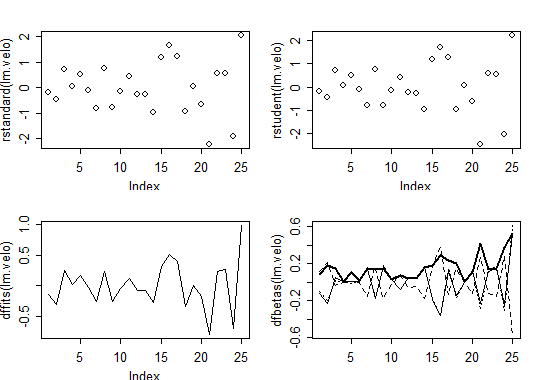 rstandard(lm.velo)
2
1
0
-1
-2
5 10 15 20 25
Index
rstudent(lm.velo)
2
1
0
-1
-2
5 10 15 20 25
Index
dffits(lm.velo)
1.0
0.5
-0.5
5 10 15 20 25
Index
dfbetas(lm.velo)
0.6
0.2
-0.2
-0.6
5 10 15 20 25